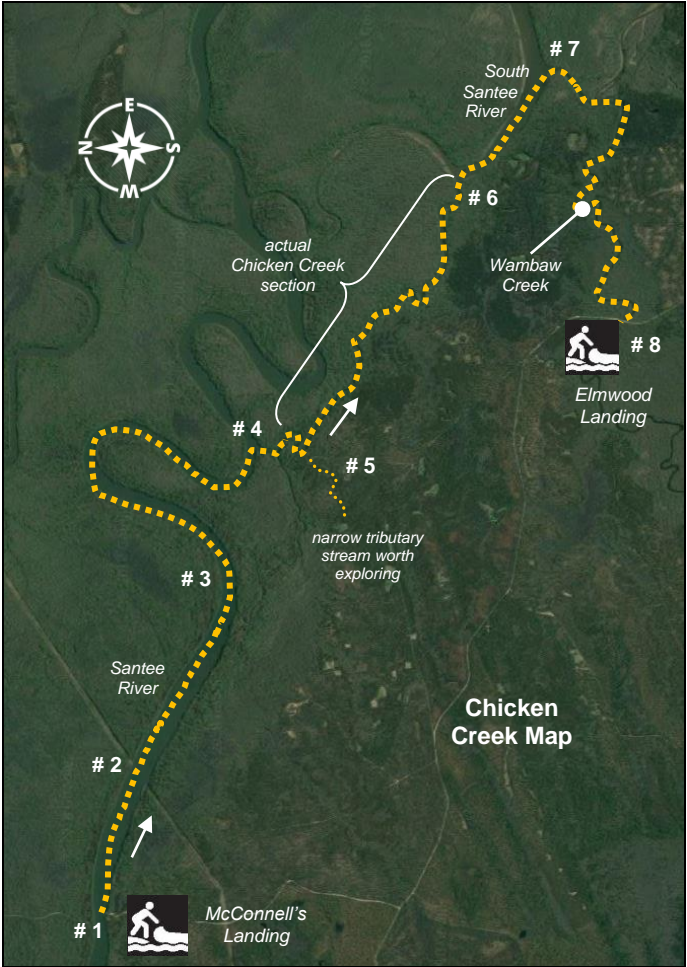 # 7
South
Santee
River
E
N
S
W
# 6
actual
Chicken Creek
section
Wambaw
Creek
# 8
Elmwood
Landing
# 4
# 5
narrow tributary
stream worth
exploring
# 3
Santee
River
Chicken
Creek Map
# 2
McConnell's
Landing
# 1